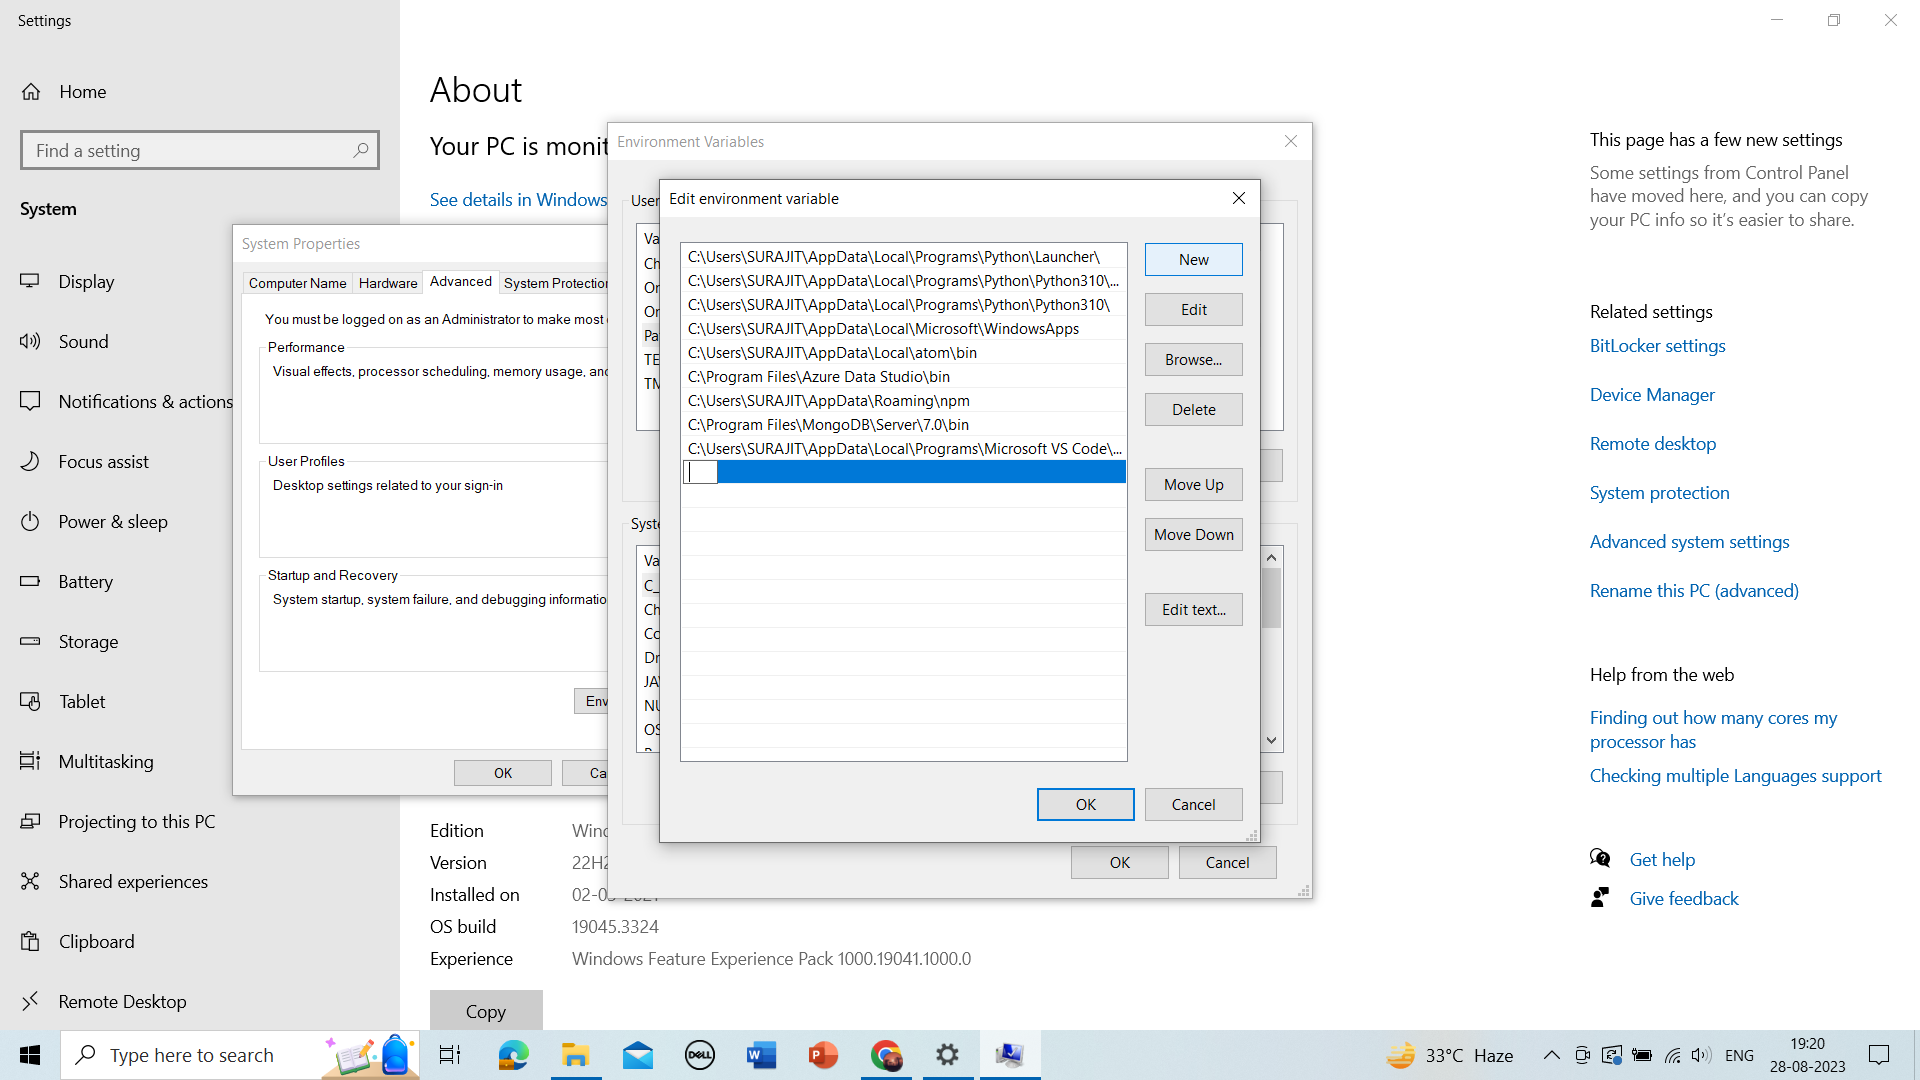 Settings
Home
Find a setting
System
Display
Sound
Notifications & actions
Focus assist
Power & sleep
Battery
Storage
Tablet
Multitasking
Projecting to this PC
Shared experiences
Clipboard
Remote Desktop
About
Your PC is monit
See details in Windows
System Properties
Computer Name
Hardware
Advanced
System Protection
You must be logged on as an Administrator to make most
Performance
Visual effects, processor scheduling, memory usage, and
User Profiles
Desktop settings related to your sign-in
Startup and Recovery
System startup, system failure, and debugging informatio
Env
OK
Ca
Environment Variables
User
Va
Ch
On
On
Pa
TE
TM
Syste
Va
C_
Ch
Co
Dr
JA
NU
OS
OK
Cancel
Edit environment variable
C:\Users\SURAJIT\AppData\Local\Programs\Python\Launcher\
C:\Users\SURAJIT\AppData\Local\Programs\Python\Python310\...
C:\Users\SURAJIT\AppData\Local\Programs\Python\Python310\
C:\Users\SURAJIT\AppData\Local\Microsoft\WindowsApps
C:\Users\SURAJIT\AppData\Local\atom\bin
C:\Program Files\Azure Data Studio\bin
C:\Users\SURAJIT\AppData\Roaming\npm
C:\Program Files\MongoDB\Server\7.0\bin
C:\Users\SURAJIT\AppData\Local\Programs\Microsoft VS Code\...
New
Edit
Browse...
Delete
Move Up
Move Down
Edit text...
OK
Cancel
Edition Wind
Version 22H2
Installed on
OS build 19045.3324
Experience Windows Feature Experience Pack 1000.19041.1000.0
Copy
This page has a few new settings
Some settings from Control Panel
have moved here, and you can copy
your PC info so it's easier to share.
Related settings
BitLocker settings
Device Manager
Remote desktop
System protection
Advanced system settings
Rename this PC (advanced)
Help from the web
Finding out how many cores my
processor has
Checking multiple Languages support
Get help
Give feedback
Type here to search
DELL
33°C Haze
ENG
19:20
28-08-2023